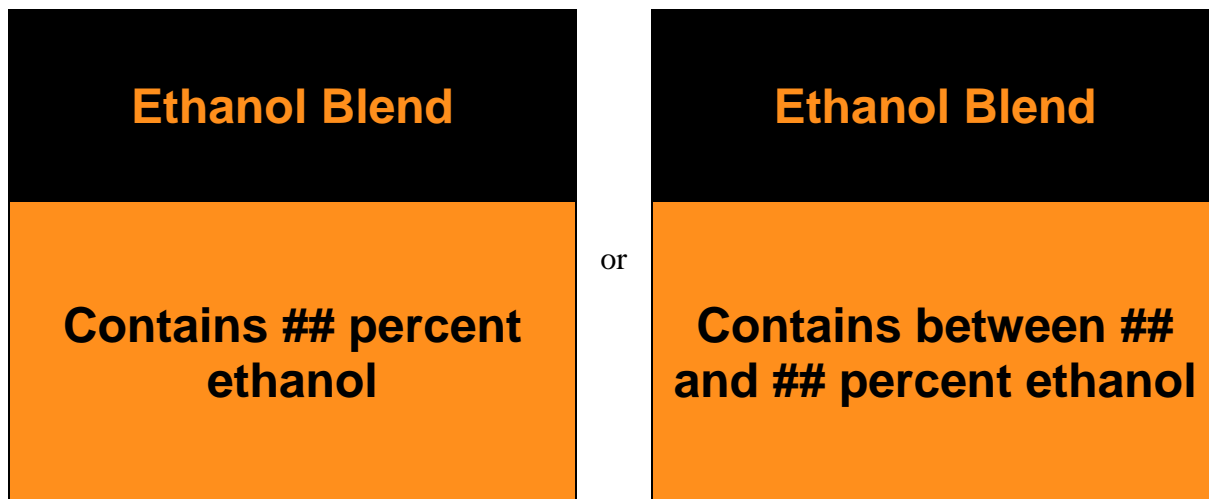 Ethanol Blend
Contains ## percent
ethanol
or
Ethanol Blend
Contains between ##
and ## percent ethanol